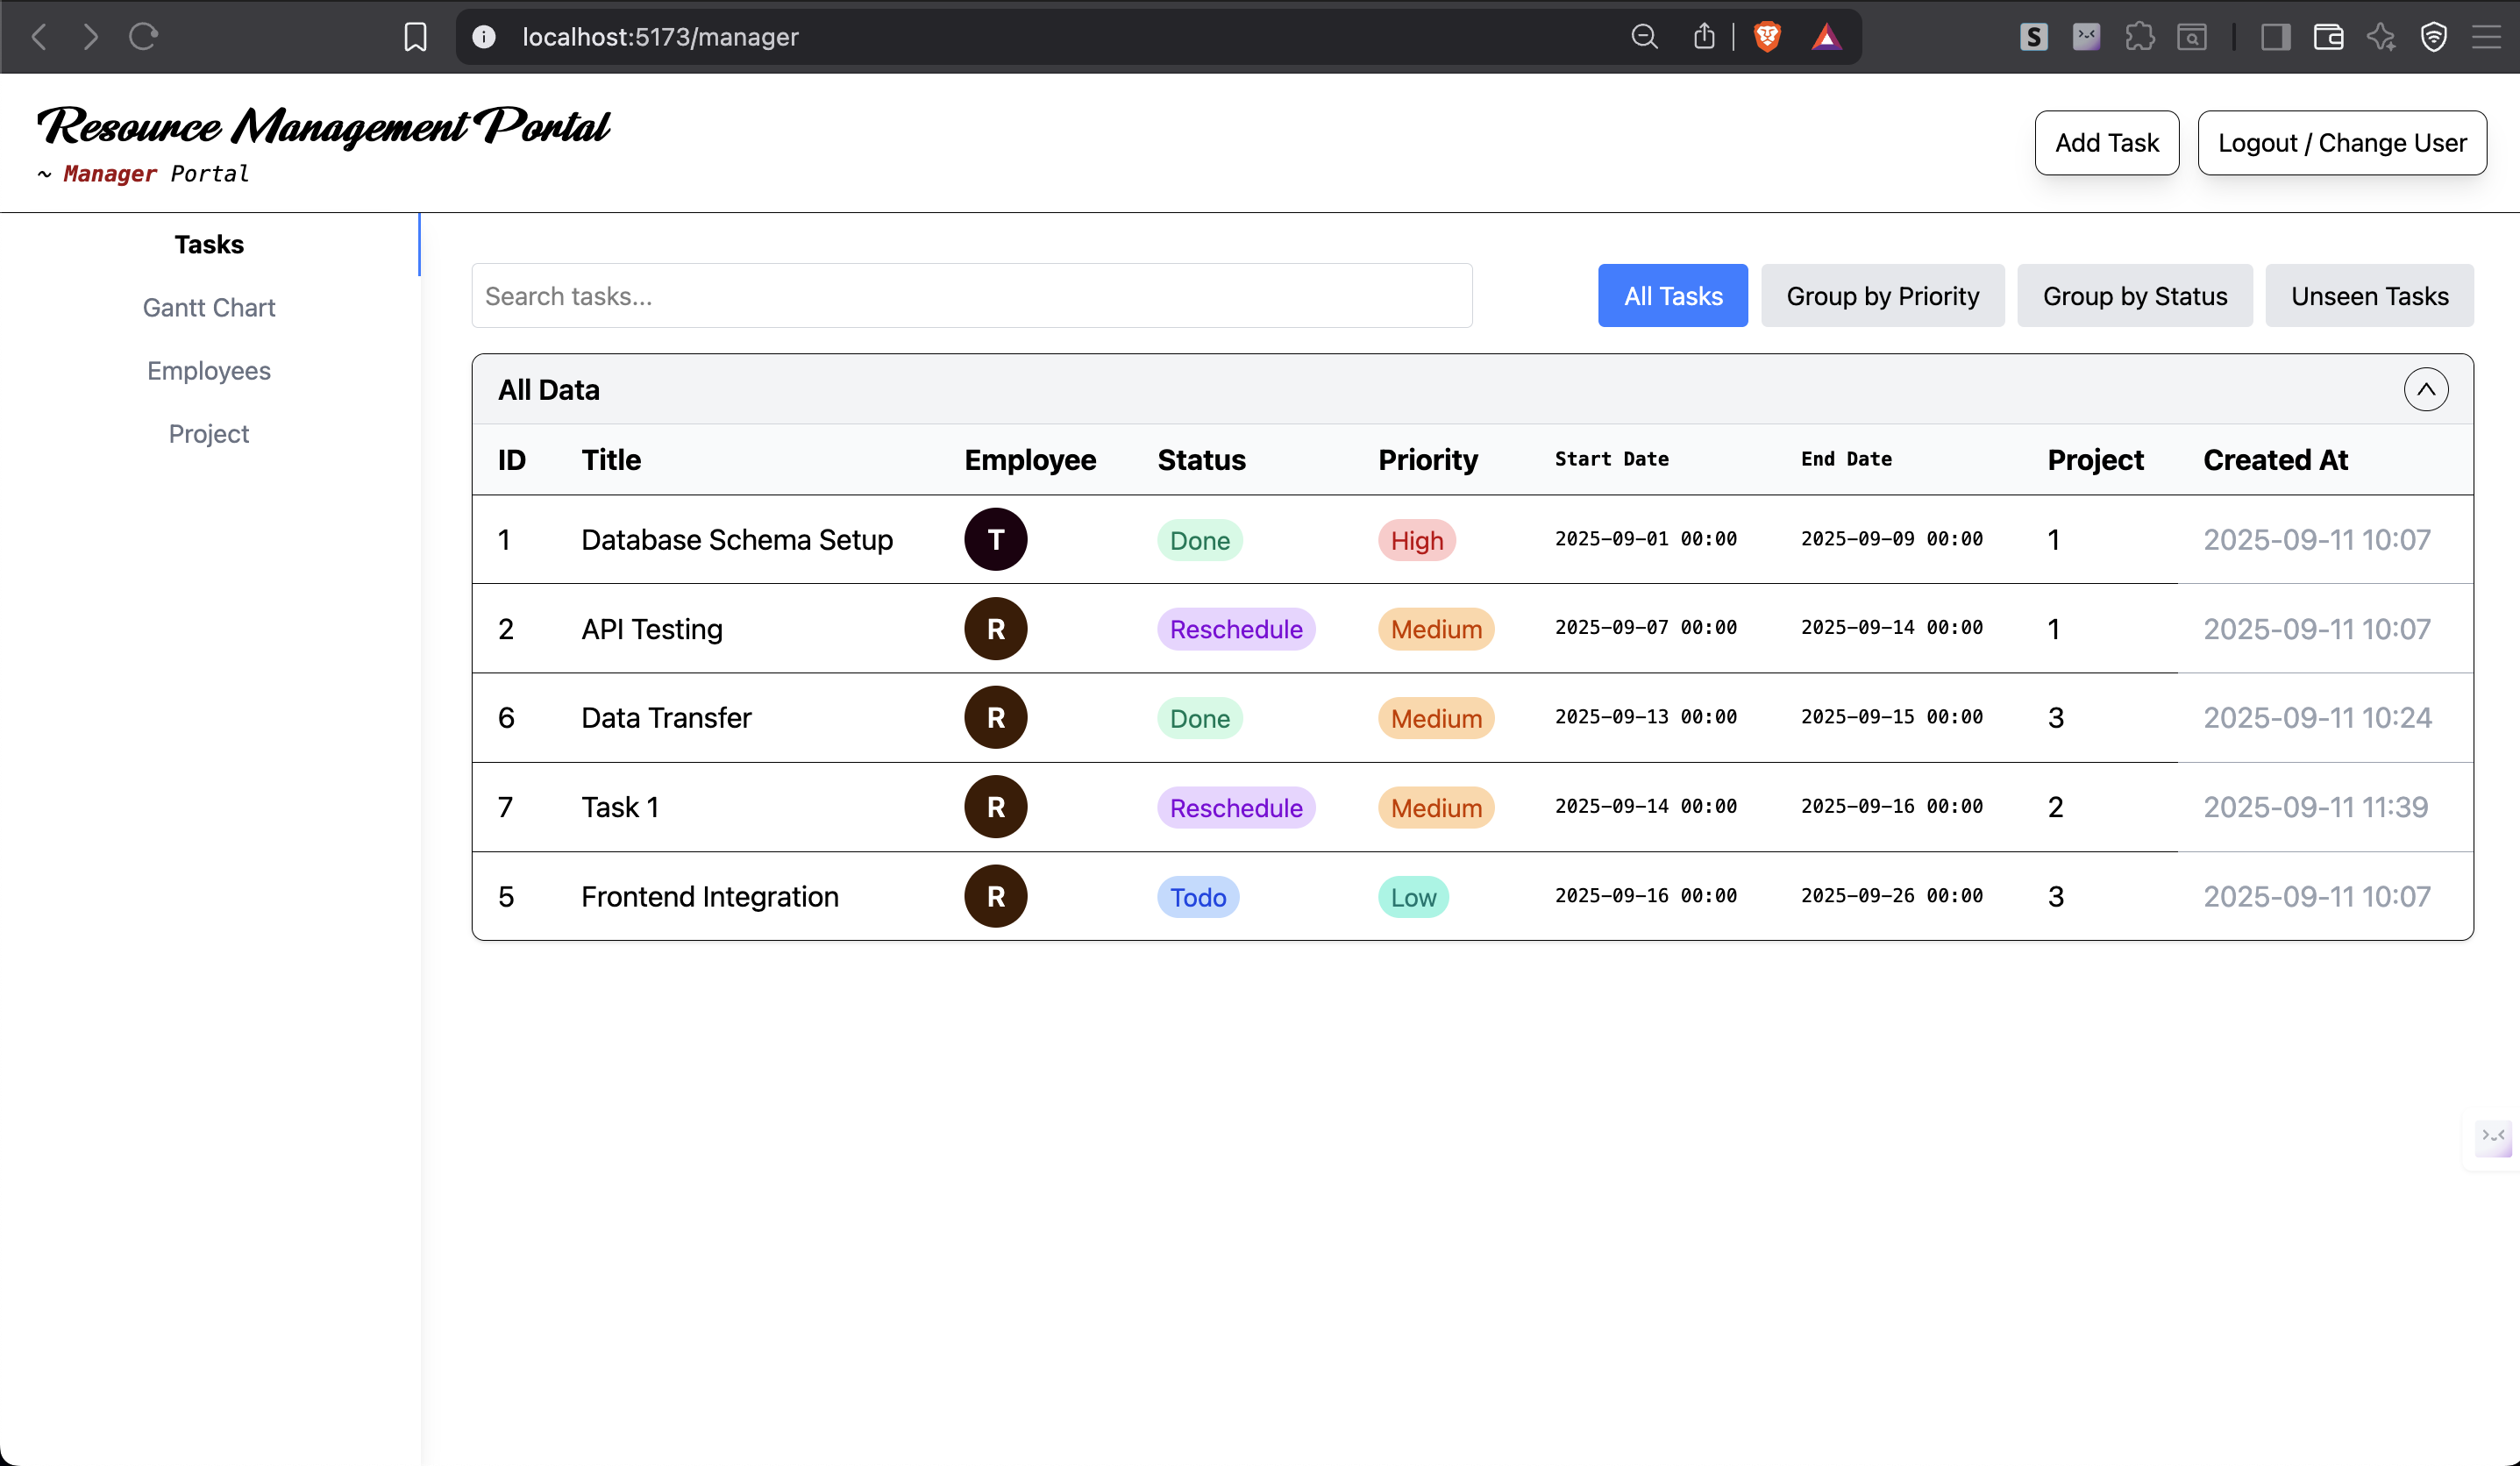 localhost:5173/manager
Resource Management Portal
~ Manager Portal
Add Task
Logout / Change User
Tasks
Gantt Chart
Employees
Project
Search tasks...
All Tasks
Group by Priority
Group by Status
Unseen Tasks
All Data
ID Title Employee Status Priority Start Date End Date Project Created At
1 Database Schema Setup T Done High 2025-09-01 00:00 2025-09-09 00:00 1 2025-09-11 10:07
2 API Testing R Reschedule Medium 2025-09-07 00:00 2025-09-14 00:00 1 2025-09-11 10:07
6 Data Transfer R Done Medium 2025-09-13 00:00 2025-09-15 00:00 3 2025-09-11 10:24
7 Task 1 R Reschedule Medium 2025-09-14 00:00 2025-09-16 00:00 2 2025-09-11 11:39
5 Frontend Integration R Todo Low 2025-09-16 00:00 2025-09-26 00:00 3 2025-09-11 10:07